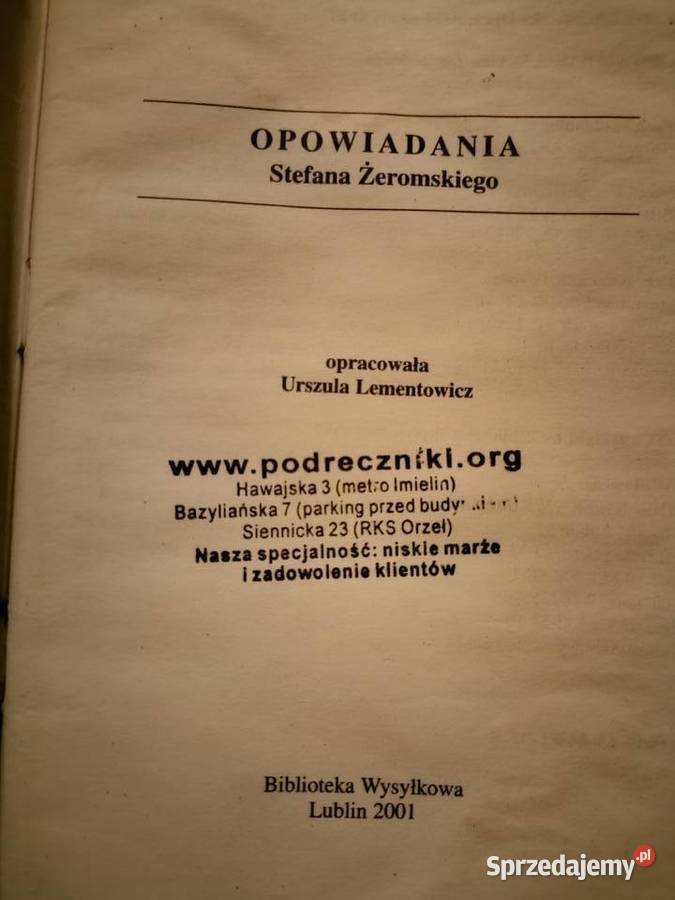 OPOWIADANIA
Stefana Żeromskiego
opracowała
Urszula Lementowicz
www.podreczniki.org
Hawajska 3 (metro Imielin)
Bazyliańska 7 (parking przed
Siennicka 23 (RKS Orzeł)
Nasza specjalność: niskie marże
i zadowolenie klientów
Biblioteka Wysyłkowa
Lublin 2001
Sprzedajemy.pl